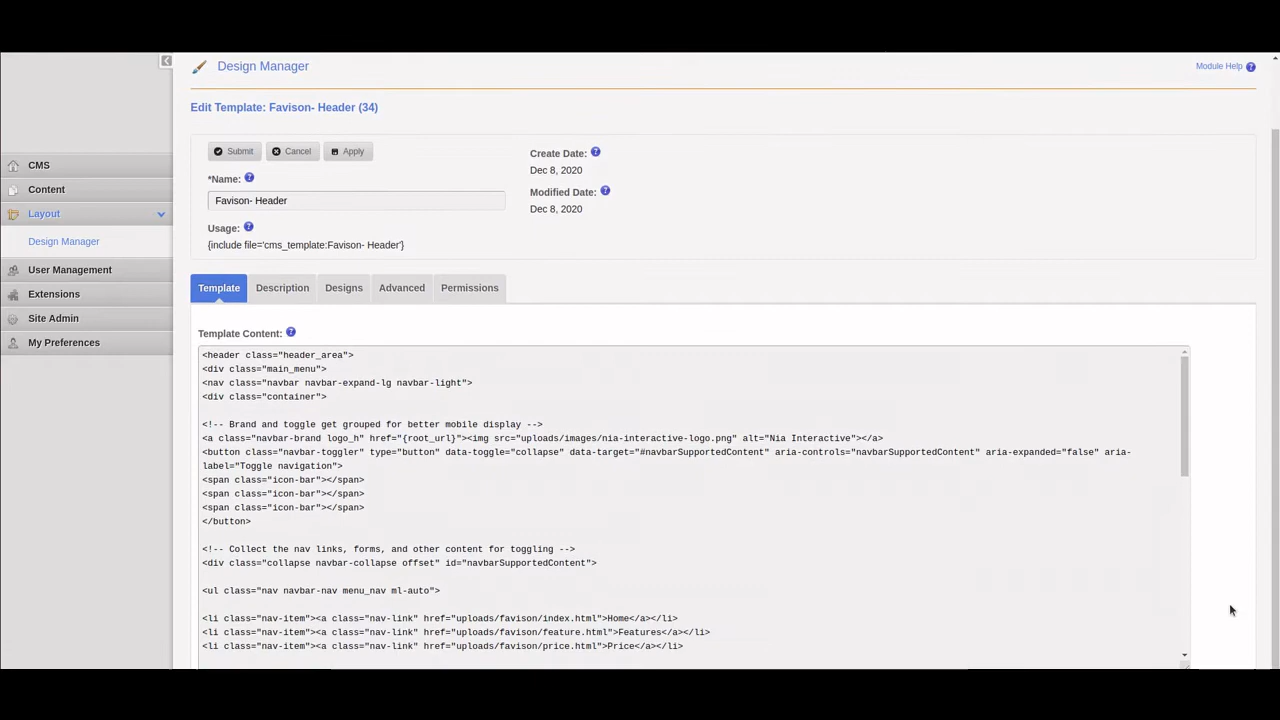 Design Manager
Module Help
Edit Template: Favison- Header (34)
Submit Cancel Apply
Create Date:
Dec 8, 2020
*Name:
Favison- Header
Modified Date:
Dec 8, 2020
Usage:
{include file='cms_template:Favison- Header'}
CMS
Content
Layout
Design Manager
User Management
Extensions
Site Admin
My Preferences
Template Description Designs Advanced Permissions
Template Content:
<header class="header_area">
<div class="main_menu">
<nav class="navbar navbar-expand-lg navbar-light">
<div class="container">
<!-- Brand and toggle get grouped for better mobile display -->
<a class="navbar-brand logo_h" href="{root_url}"><img src="uploads/images/nia-interactive-logo.png" alt="Nia Interactive"></a>
<button class="navbar-toggler" type="button" data-toggle="collapse" data-target="#navbarSupportedContent" aria-controls="navbarSupportedContent" aria-expanded="false" aria-
label="Toggle navigation">
<span class="icon-bar"></span>
<span class="icon-bar"></span>
<span class="icon-bar"></span>
</button>
<!-- Collect the nav links, forms, and other content for toggling -->
<div class="collapse navbar-collapse offset" id="navbarSupportedContent">
<ul class="nav navbar-nav menu_nav ml-auto">
<li class="nav-item"><a class="nav-link" href="uploads/favison/index.html">Home</a></li>
<li class="nav-item"><a class="nav-link" href="uploads/favison/feature.html">Features</a></li>
<li class="nav-item"><a class="nav-link" href="uploads/favison/price.html">Price</a></li>